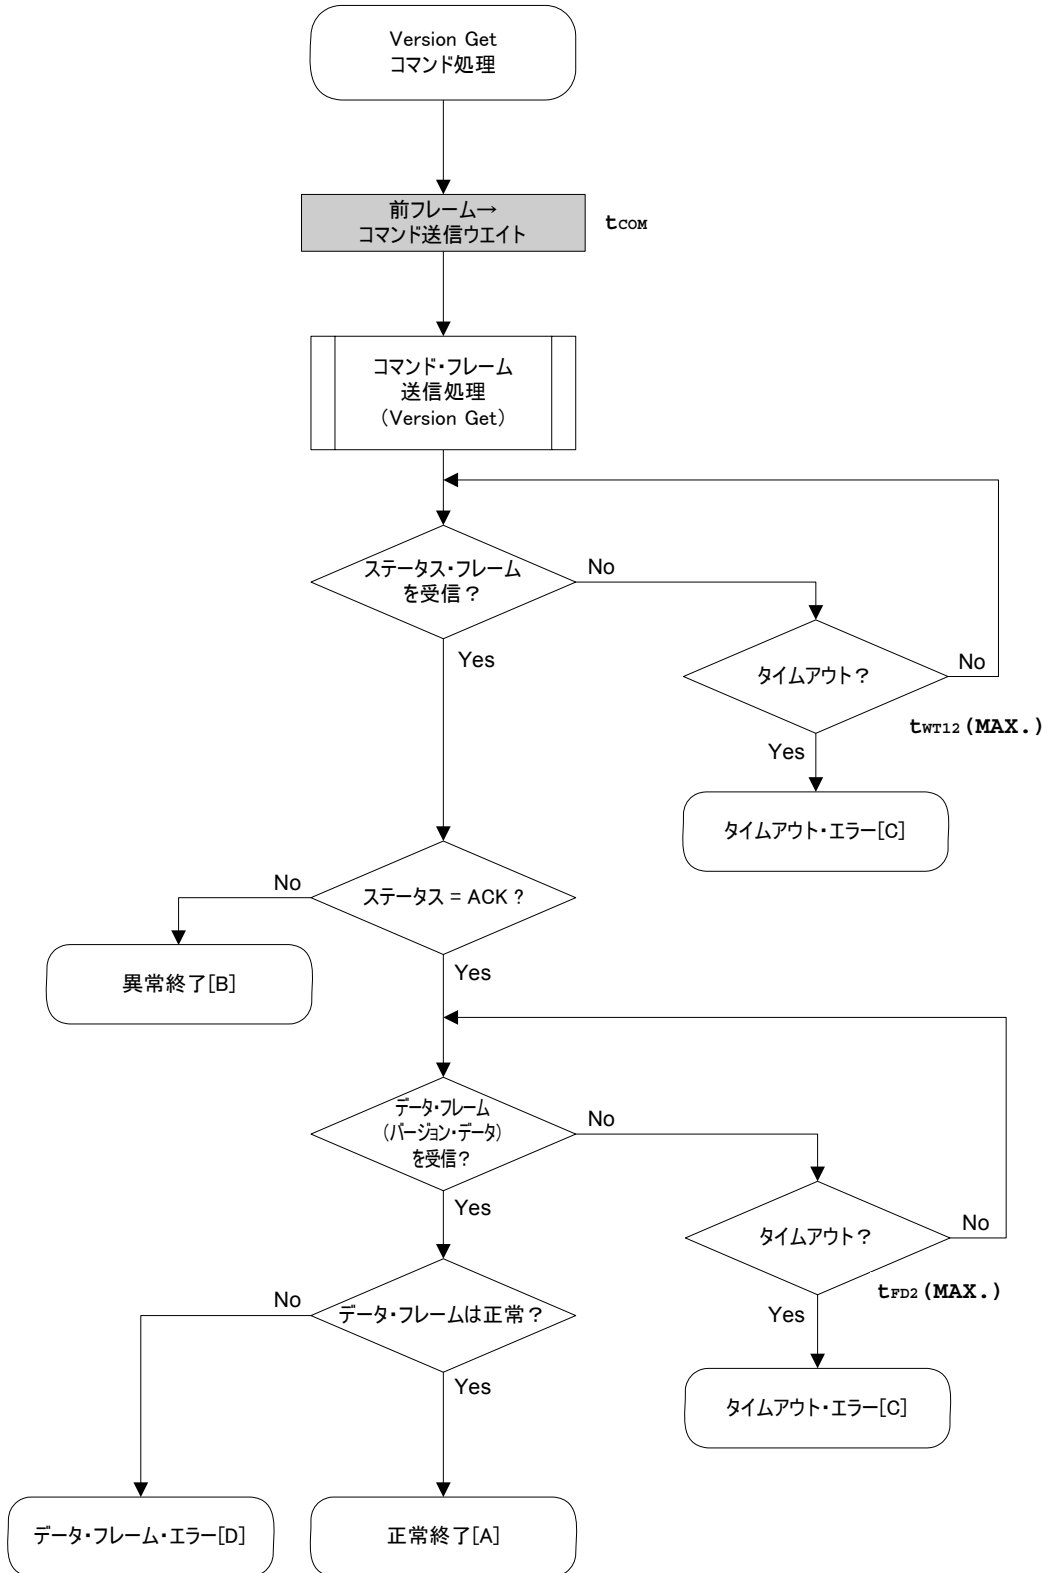 Version Get
コマンド処理
前フレーム→
コマンド送信ウエイト
tCOM
コマンド・フレーム
送信処理
（Version Get）
ステータス・フレーム
を受信？
No
Yes
タイムアウト？
No
tWT12(MAX.)
Yes
タイムアウト・エラー[C]
ステータス = ACK ?
No
異常終了[B]
Yes
データ・フレーム
（バージョン・データ）
を受信？
No
Yes
タイムアウト？
No
tFD2(MAX.)
Yes
タイムアウト・エラー[C]
データ・フレームは正常？
No
Yes
データ・フレーム・エラー[D]
正常終了[A]